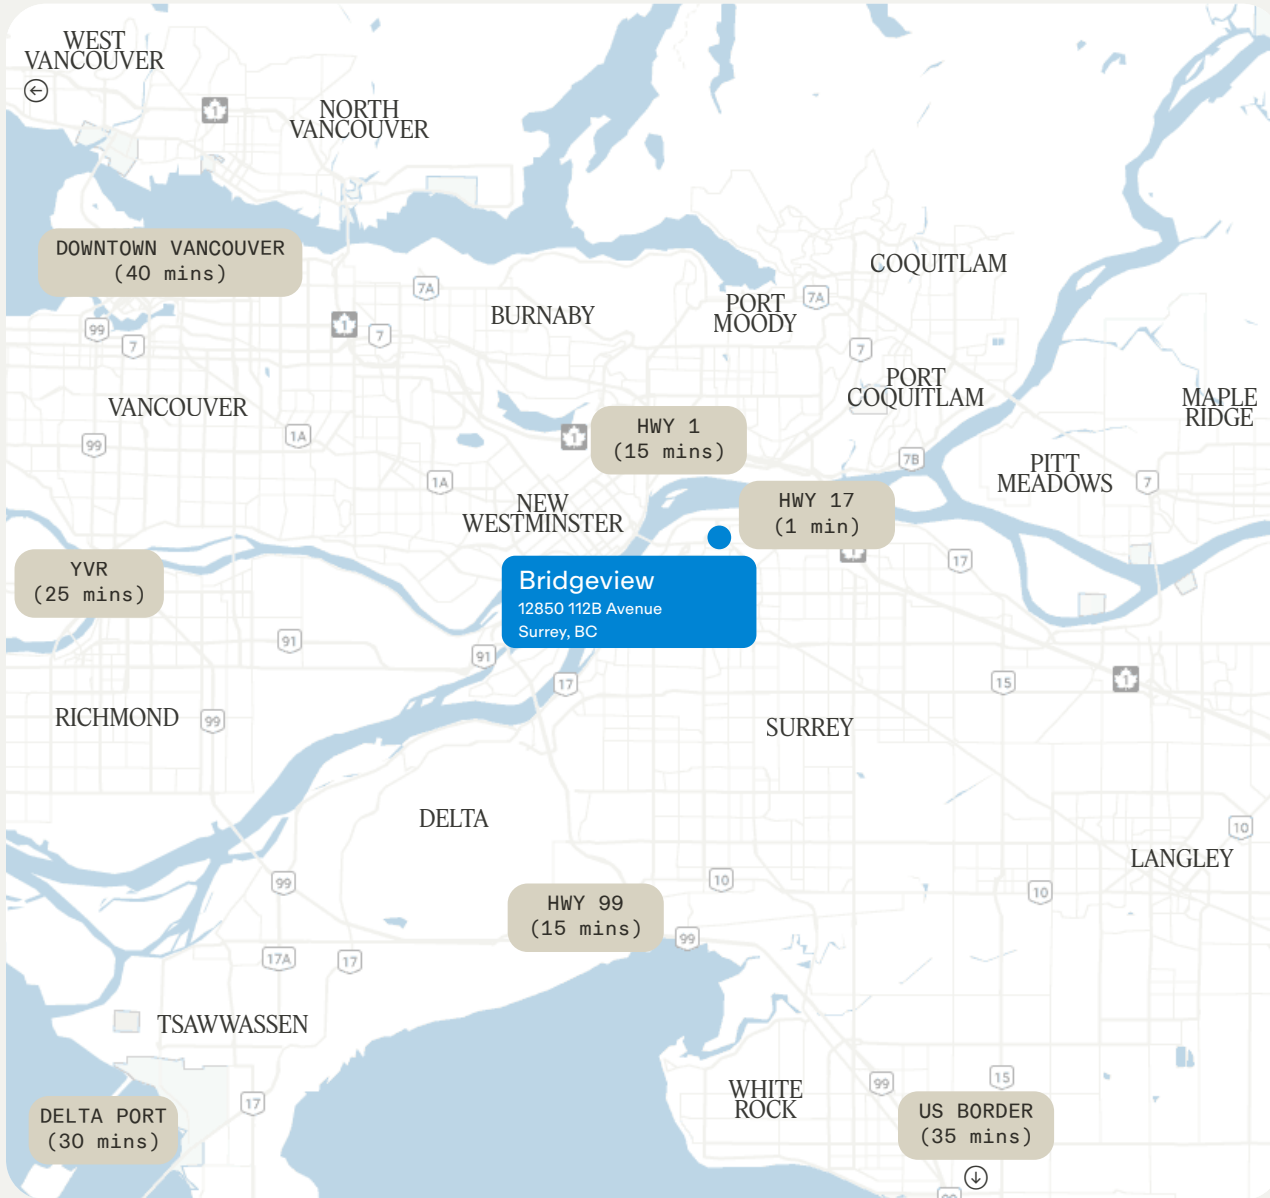 WEST
VANCOUVER
1
NORTH
VANCOUVER
DOWNTOWN VANCOUVER
(40 mins)
COQUITLAM
7A
7A
BURNABY
PORT
MOODY
99
1
7
7
7
PORT
COQUITLAM
MAPLE
RIDGE
VANCOUVER
99
1A
1
HWY 1
(15 mins)
7B
PITT
MEADOWS
7
1A
NEW
WESTMINSTER
HWY 17
(1 min)
17
YVR
(25 mins)
Bridgeview
12850 112B Avenue
Surrey, BC
91
91
17
15
1
RICHMOND
99
SURREY
DELTA
10
LANGLEY
99
10
10
HWY 99
(15 mins)
99
17A
17
TSAWWASSEN
WHITE
ROCK
99
15
17
DELTA PORT
(30 mins)
US BORDER
(35 mins)